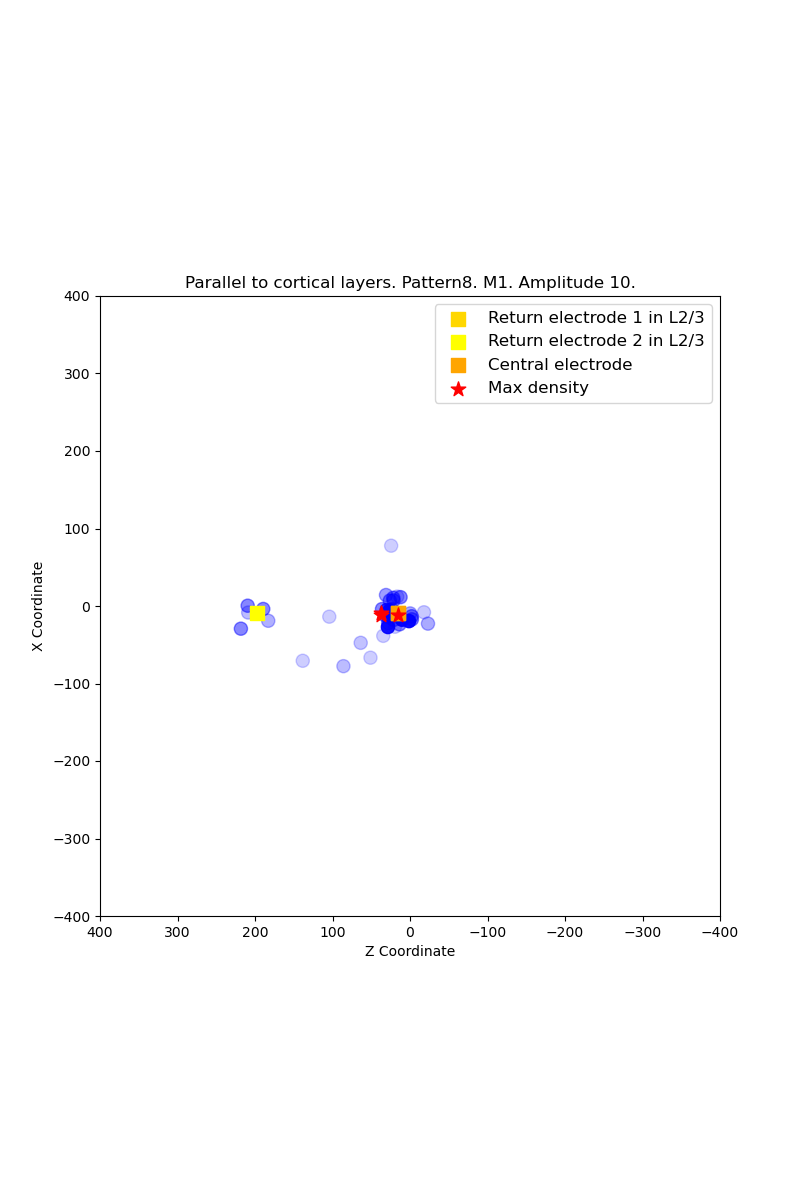 Parallel to cortical layers. Pattern8. M1. Amplitude 10.
Return electrode 1 in L2/3
Return electrode 2 in L2/3
Central electrode
Max density
400
300
200
100
0
−100
−200
−300
−400
X Coordinate
400 300 200 100 0 −100 −200 −300 −400
Z Coordinate